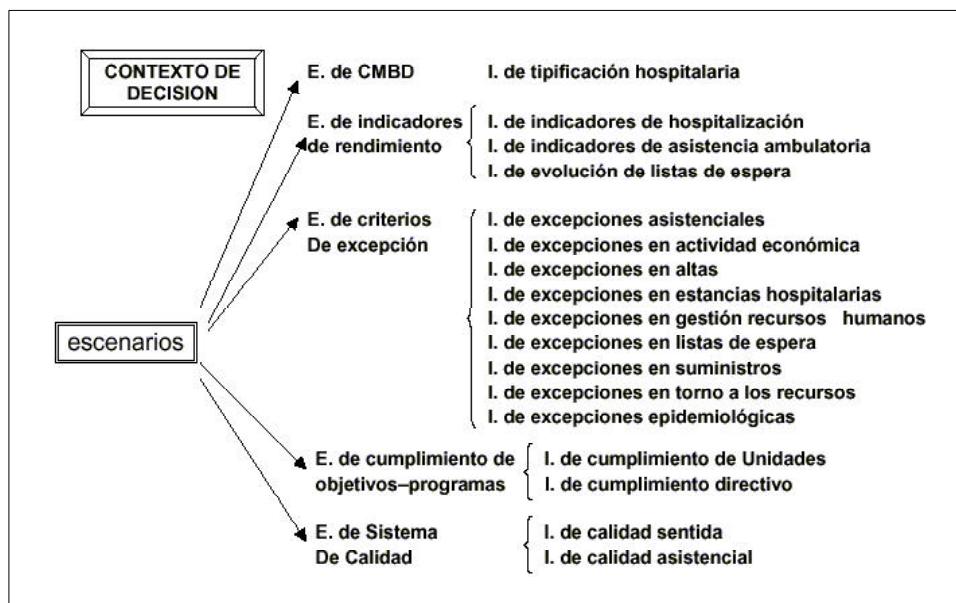 CONTEXTO DE
DECISION
E. de CMBD
I. de tipificación hospitalaria
E. de indicadores
de rendimiento
I. de indicadores de hospitalización
I. de indicadores de asistencia ambulatoria
I. de evolución de listas de espera
E. de criterios
De excepción
I. de excepciones asistenciales
I. de excepciones en actividad económica
I. de excepciones en altas
I. de excepciones en estancias hospitalarias
I. de excepciones en gestión recursos humanos
I. de excepciones en listas de espera
I. de excepciones en suministros
I. de excepciones en torno a los recursos
I. de excepciones epidemiológicas
escenarios
E. de cumplimiento de
objetivos–programas
I. de cumplimiento de Unidades
I. de cumplimiento directivo
E. de Sistema
De Calidad
I. de calidad sentida
I. de calidad asistencial